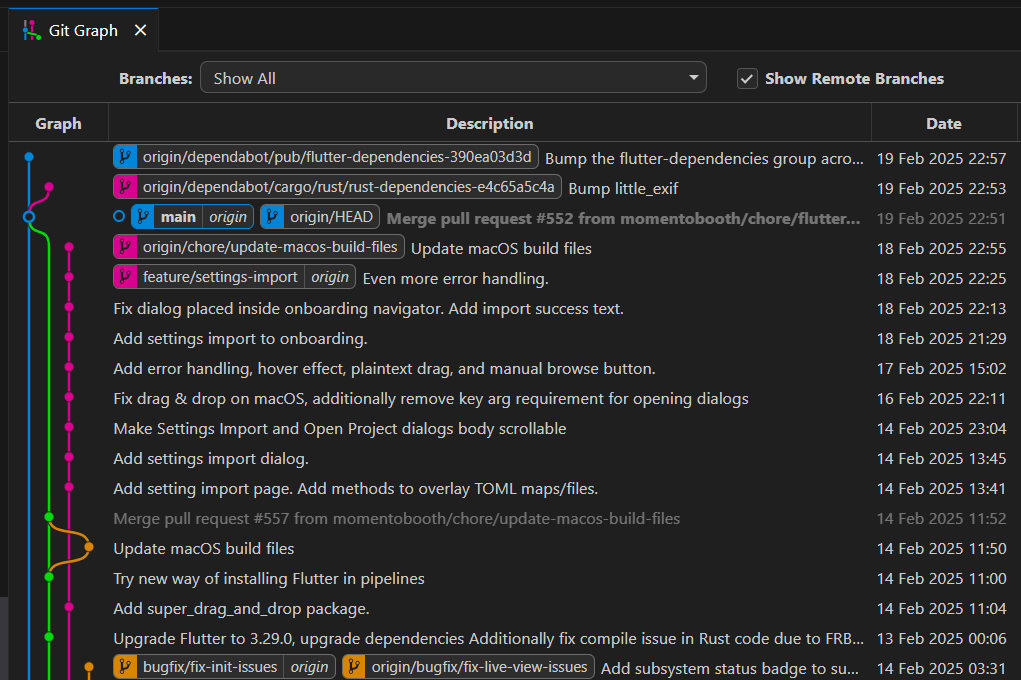 Git Graph
Branches: Show All Show Remote Branches
Graph Description Date
origin/dependabot/pub/flutter-dependencies-390ea03d3d Bump the flutter-dependencies group acro... 19 Feb 2025 22:57
origin/dependabot/cargo/rust/rust-dependencies-e4c65a5c4a Bump little_exif 19 Feb 2025 22:53
main origin origin/HEAD Merge pull request #552 from momentobooth/chore/flutter... 19 Feb 2025 22:51
origin/chore/update-macos-build-files Update macOS build files 18 Feb 2025 22:55
feature/settings-import origin Even more error handling. 18 Feb 2025 22:25
Fix dialog placed inside onboarding navigator. Add import success text. 18 Feb 2025 22:13
Add settings import to onboarding. 18 Feb 2025 21:29
Add error handling, hover effect, plaintext drag, and manual browse button. 17 Feb 2025 15:02
Fix drag & drop on macOS, additionally remove key arg requirement for opening dialogs 16 Feb 2025 22:11
Make Settings Import and Open Project dialogs body scrollable 14 Feb 2025 23:04
Add settings import dialog. 14 Feb 2025 13:45
Add setting import page. Add methods to overlay TOML maps/files. 14 Feb 2025 13:41
Merge pull request #557 from momentobooth/chore/update-macos-build-files 14 Feb 2025 11:52
Update macOS build files 14 Feb 2025 11:50
Try new way of installing Flutter in pipelines 14 Feb 2025 11:00
Add super_drag_and_drop package. 14 Feb 2025 11:04
Upgrade Flutter to 3.29.0, upgrade dependencies Additionally fix compile issue in Rust code due to FRB... 13 Feb 2025 00:06
bugfix/fix-init-issues origin origin/bugfix/fix-live-view-issues Add subsystem status badge to su... 14 Feb 2025 03:31